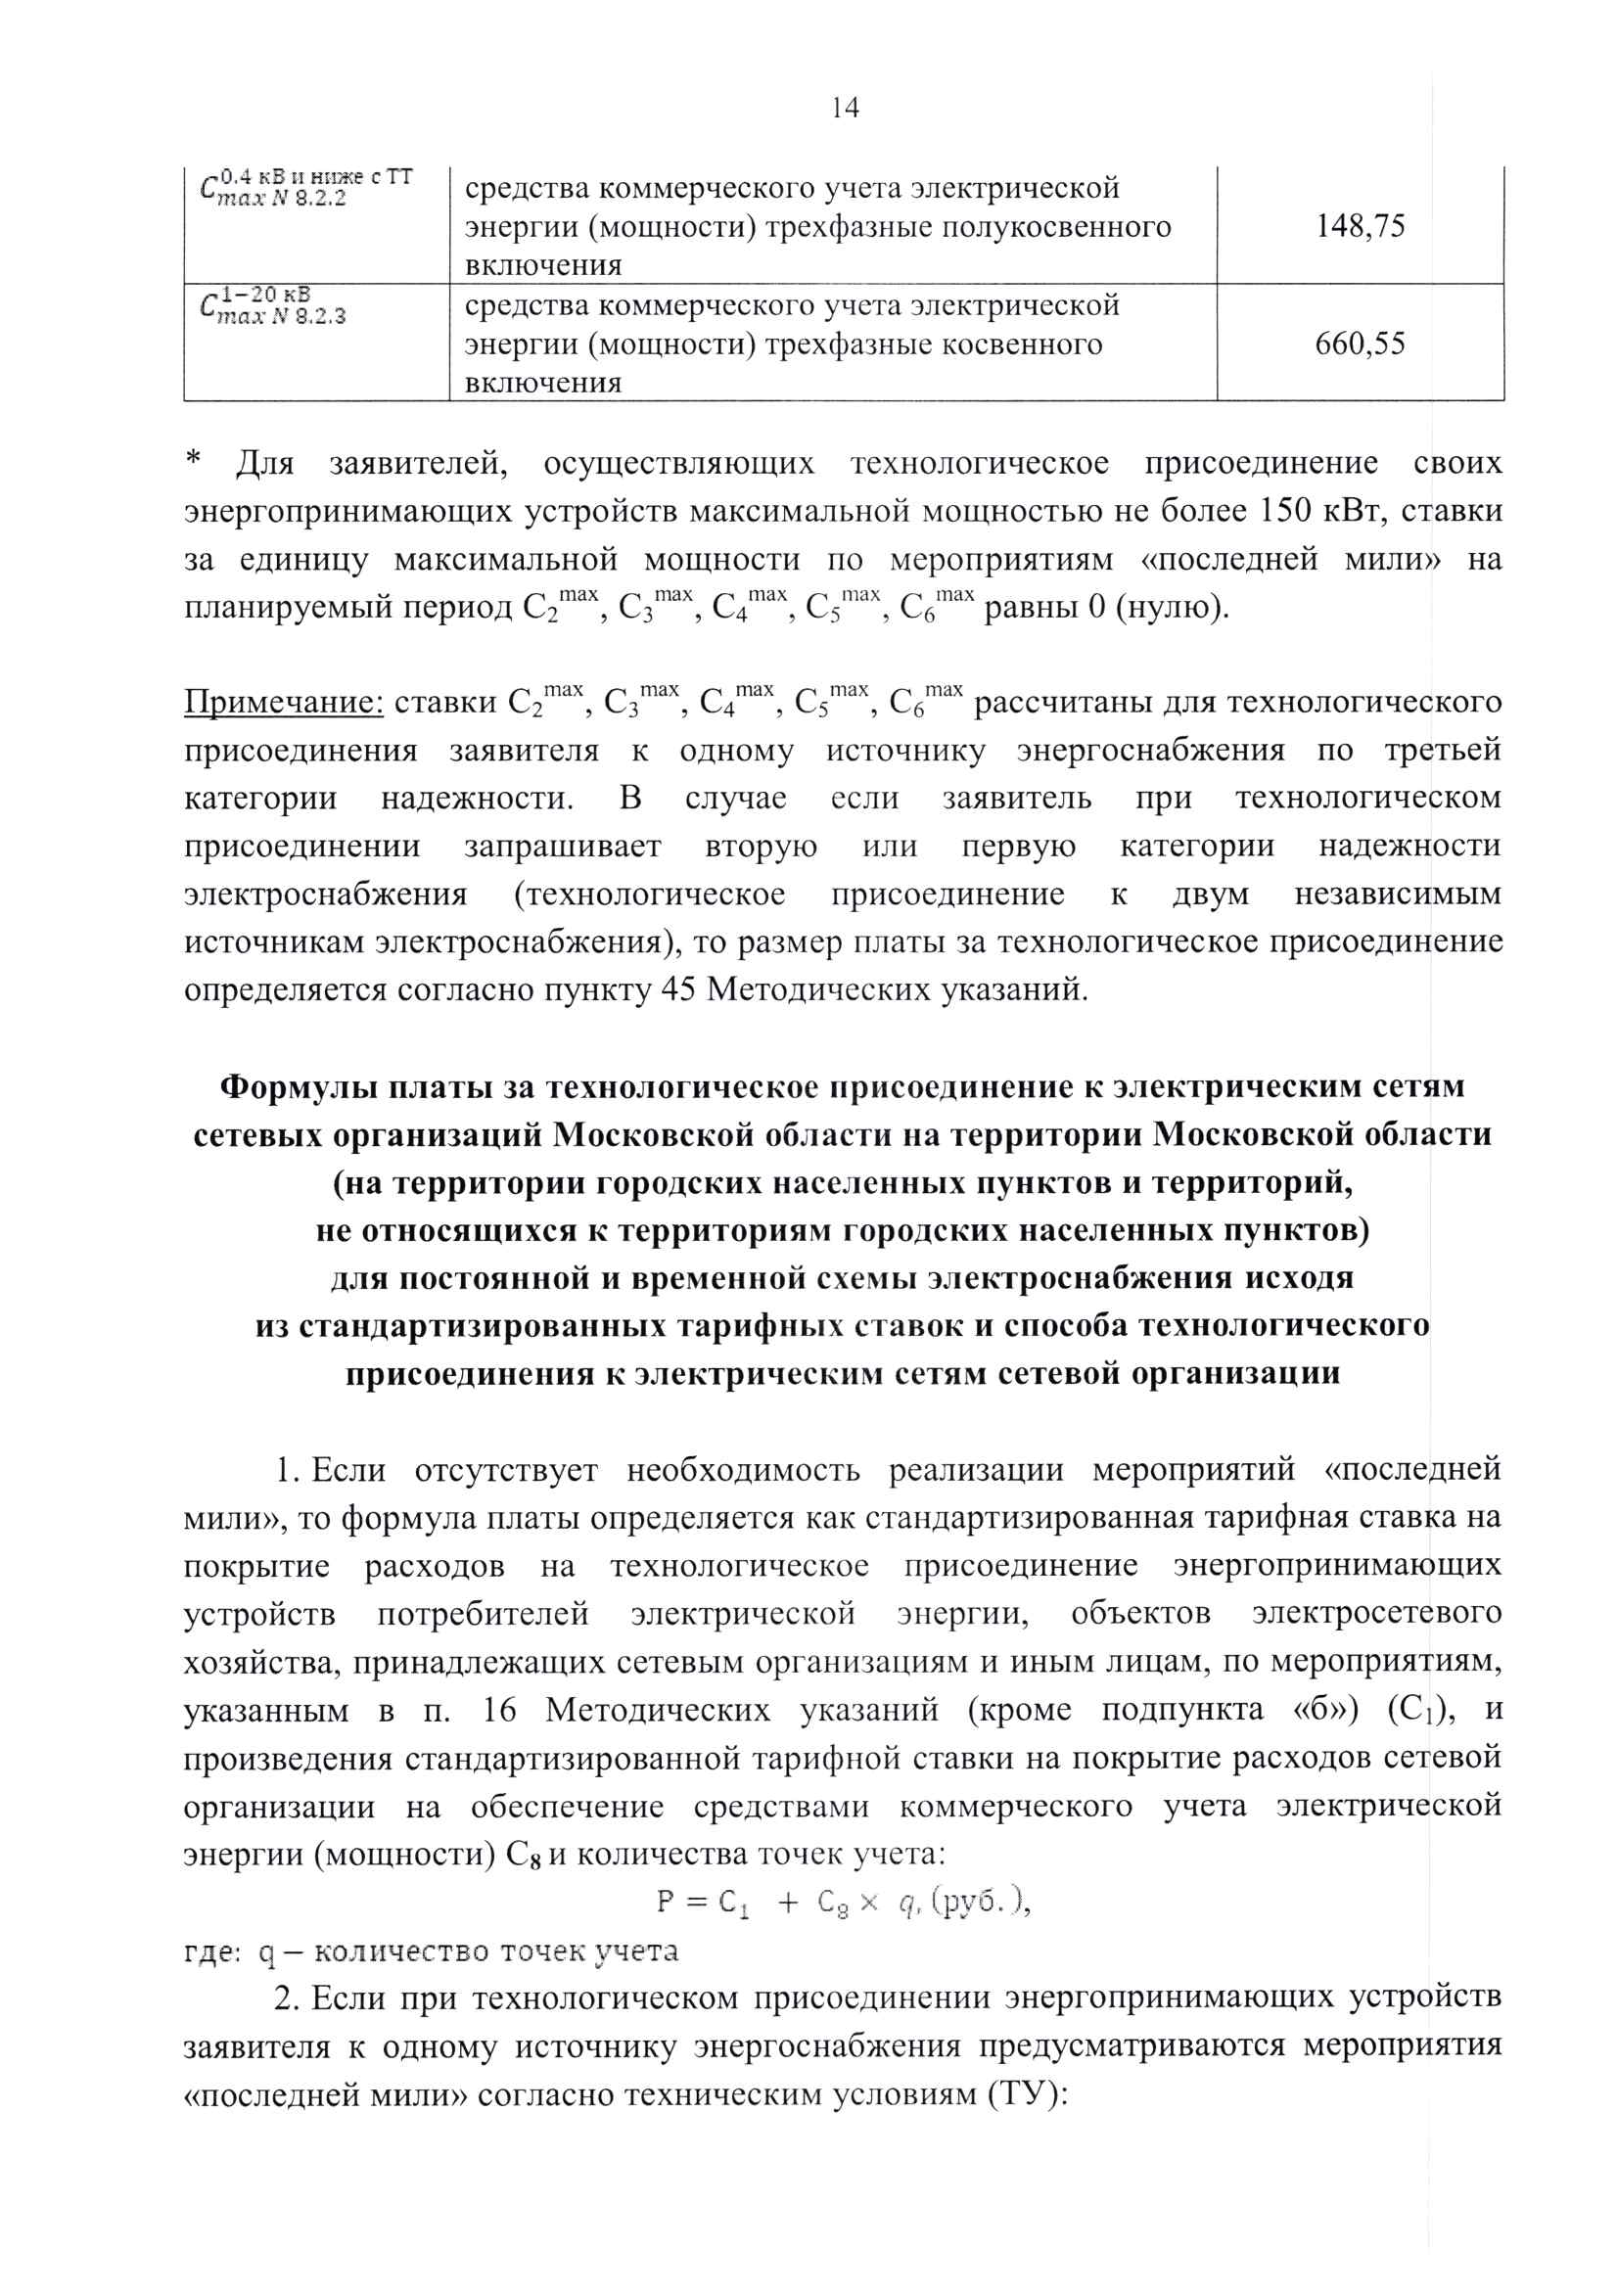 14
C 0.4 кВ и ниже с ТТ max N 8.2.2
средства коммерческого учета электрической
энергии (мощности) трехфазные полукосвенного
включения
148,75
C 1−20 кВ max N 8.2.3
средства коммерческого учета электрической
энергии (мощности) трехфазные косвенного
включения
660,55
* Для заявителей, осуществляющих технологическое присоединение своих
энергопринимающих устройств максимальной мощностью не более 150 кВт, ставки
за единицу максимальной мощности по мероприятиям «последней мили» на
планируемый период С2max, С3max, С4max, С5max, С6max равны 0 (нулю).
Примечание: ставки С2max, С3max, С4max, С5max, С6max рассчитаны для технологического
присоединения заявителя к одному источнику энергоснабжения по третьей
категории надежности. В случае если заявитель при технологическом
присоединении запрашивает вторую или первую категории надежности
электроснабжения (технологическое присоединение к двум независимым
источникам электроснабжения), то размер платы за технологическое присоединение
определяется согласно пункту 45 Методических указаний.
Формулы платы за технологическое присоединение к электрическим сетям
сетевых организаций Московской области на территории Московской области
(на территории городских населенных пунктов и территорий,
не относящихся к территориям городских населенных пунктов)
для постоянной и временной схемы электроснабжения исходя
из стандартизированных тарифных ставок и способа технологического
присоединения к электрическим сетям сетевой организации
1. Если отсутствует необходимость реализации мероприятий «последней
мили», то формула платы определяется как стандартизированная тарифная ставка на
покрытие расходов на технологическое присоединение энергопринимающих
устройств потребителей электрической энергии, объектов электросетевого
хозяйства, принадлежащих сетевым организациям и иным лицам, по мероприятиям,
указанным в п. 16 Методических указаний (кроме подпункта «б») (С1), и
произведения стандартизированной тарифной ставки на покрытие расходов сетевой
организации на обеспечение средствами коммерческого учета электрической
энергии (мощности) С8 и количества точек учета:
P = C1 + C8 × q, (руб.),
где: q − количество точек учета
2. Если при технологическом присоединении энергопринимающих устройств
заявителя к одному источнику энергоснабжения предусматриваются мероприятия
«последней мили» согласно техническим условиям (ТУ):